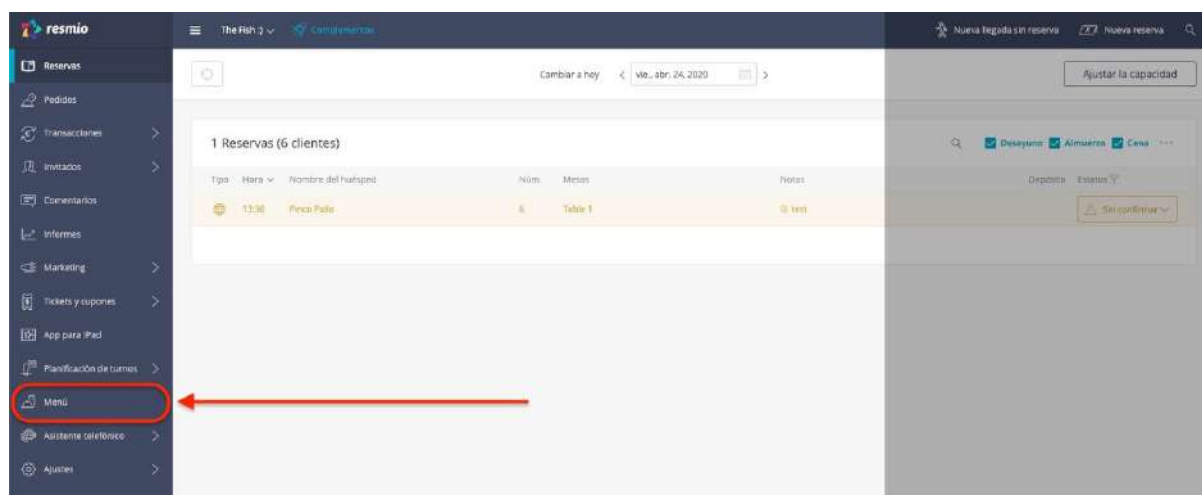 resmio
The Fish :) Complementos Nueva llegada sin reserva Nueva reserva
Reservas
Cambiar a hoy vie., abr. 24, 2020 Ajustar la capacidad
Pedidos
Transacciones
1 Reservas (6 clientes) Desayuno Almuerzo Cena ...
Invitados
Tipo Hora Nombre del huésped Núm. Mesas Notas Depósito Estatus
Comentarios
13:30 Pinco Pallo 6 Table 1 test Sin confirmar
Informes
Marketing
Tickets y cupones
App para iPad
Planificación de turnos
Menú
Asistente telefónico
Ajustes